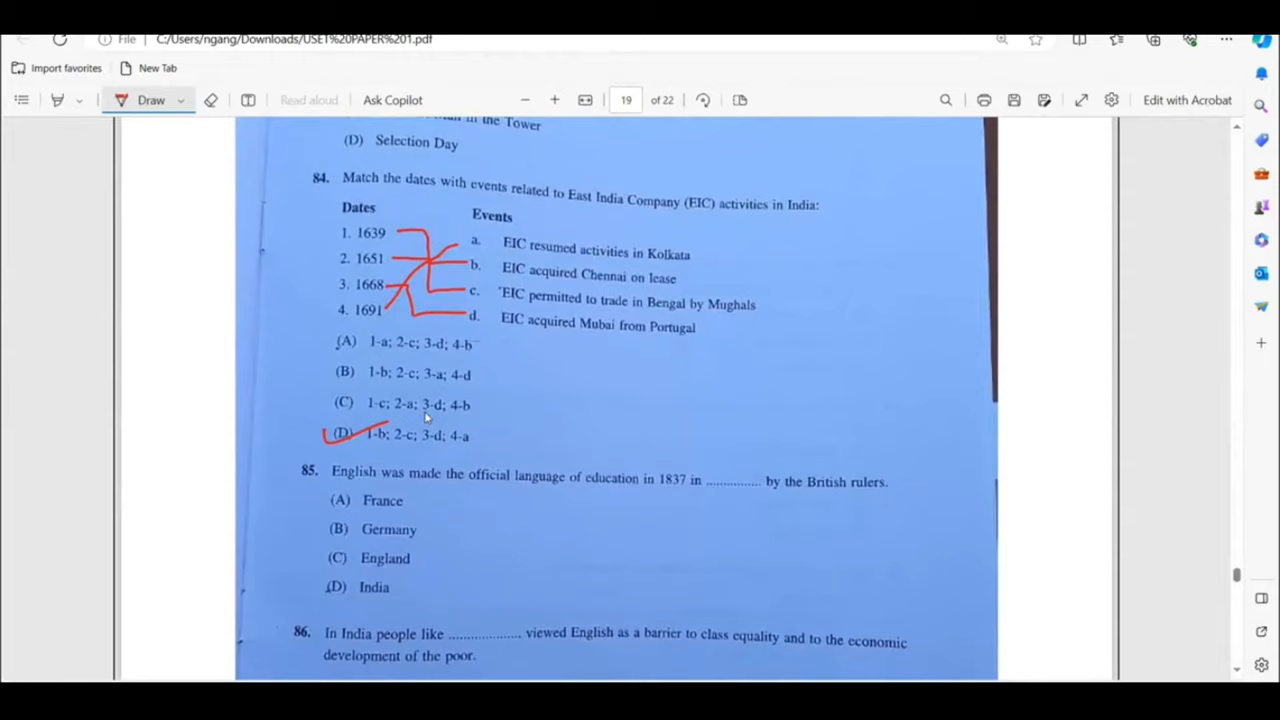 File C:/Users/ngang/Downloads/USET%20PAPER%201.pdf
Import favorites New Tab
Draw Read aloud Ask Copilot 19 of 22 Edit with Acrobat
in the Tower
(D) Selection Day
84. Match the dates with events related to East India Company (EIC) activities in India:
Dates Events
1. 1639 a. EIC resumed activities in Kolkata
2. 1651 b. EIC acquired Chennai on lease
3. 1668 c. EIC permitted to trade in Bengal by Mughals
4. 1691 d. EIC acquired Mubai from Portugal
(A) 1-a; 2-c; 3-d; 4-b
(B) 1-b; 2-c; 3-a; 4-d
(C) 1-c; 2-a; 3-d; 4-b
(D) 1-b; 2-c; 3-d; 4-a
85. English was made the official language of education in 1837 in ............... by the British rulers.
(A) France
(B) Germany
(C) England
(D) India
86. In India people like .................... viewed English as a barrier to class equality and to the economic
development of the poor.